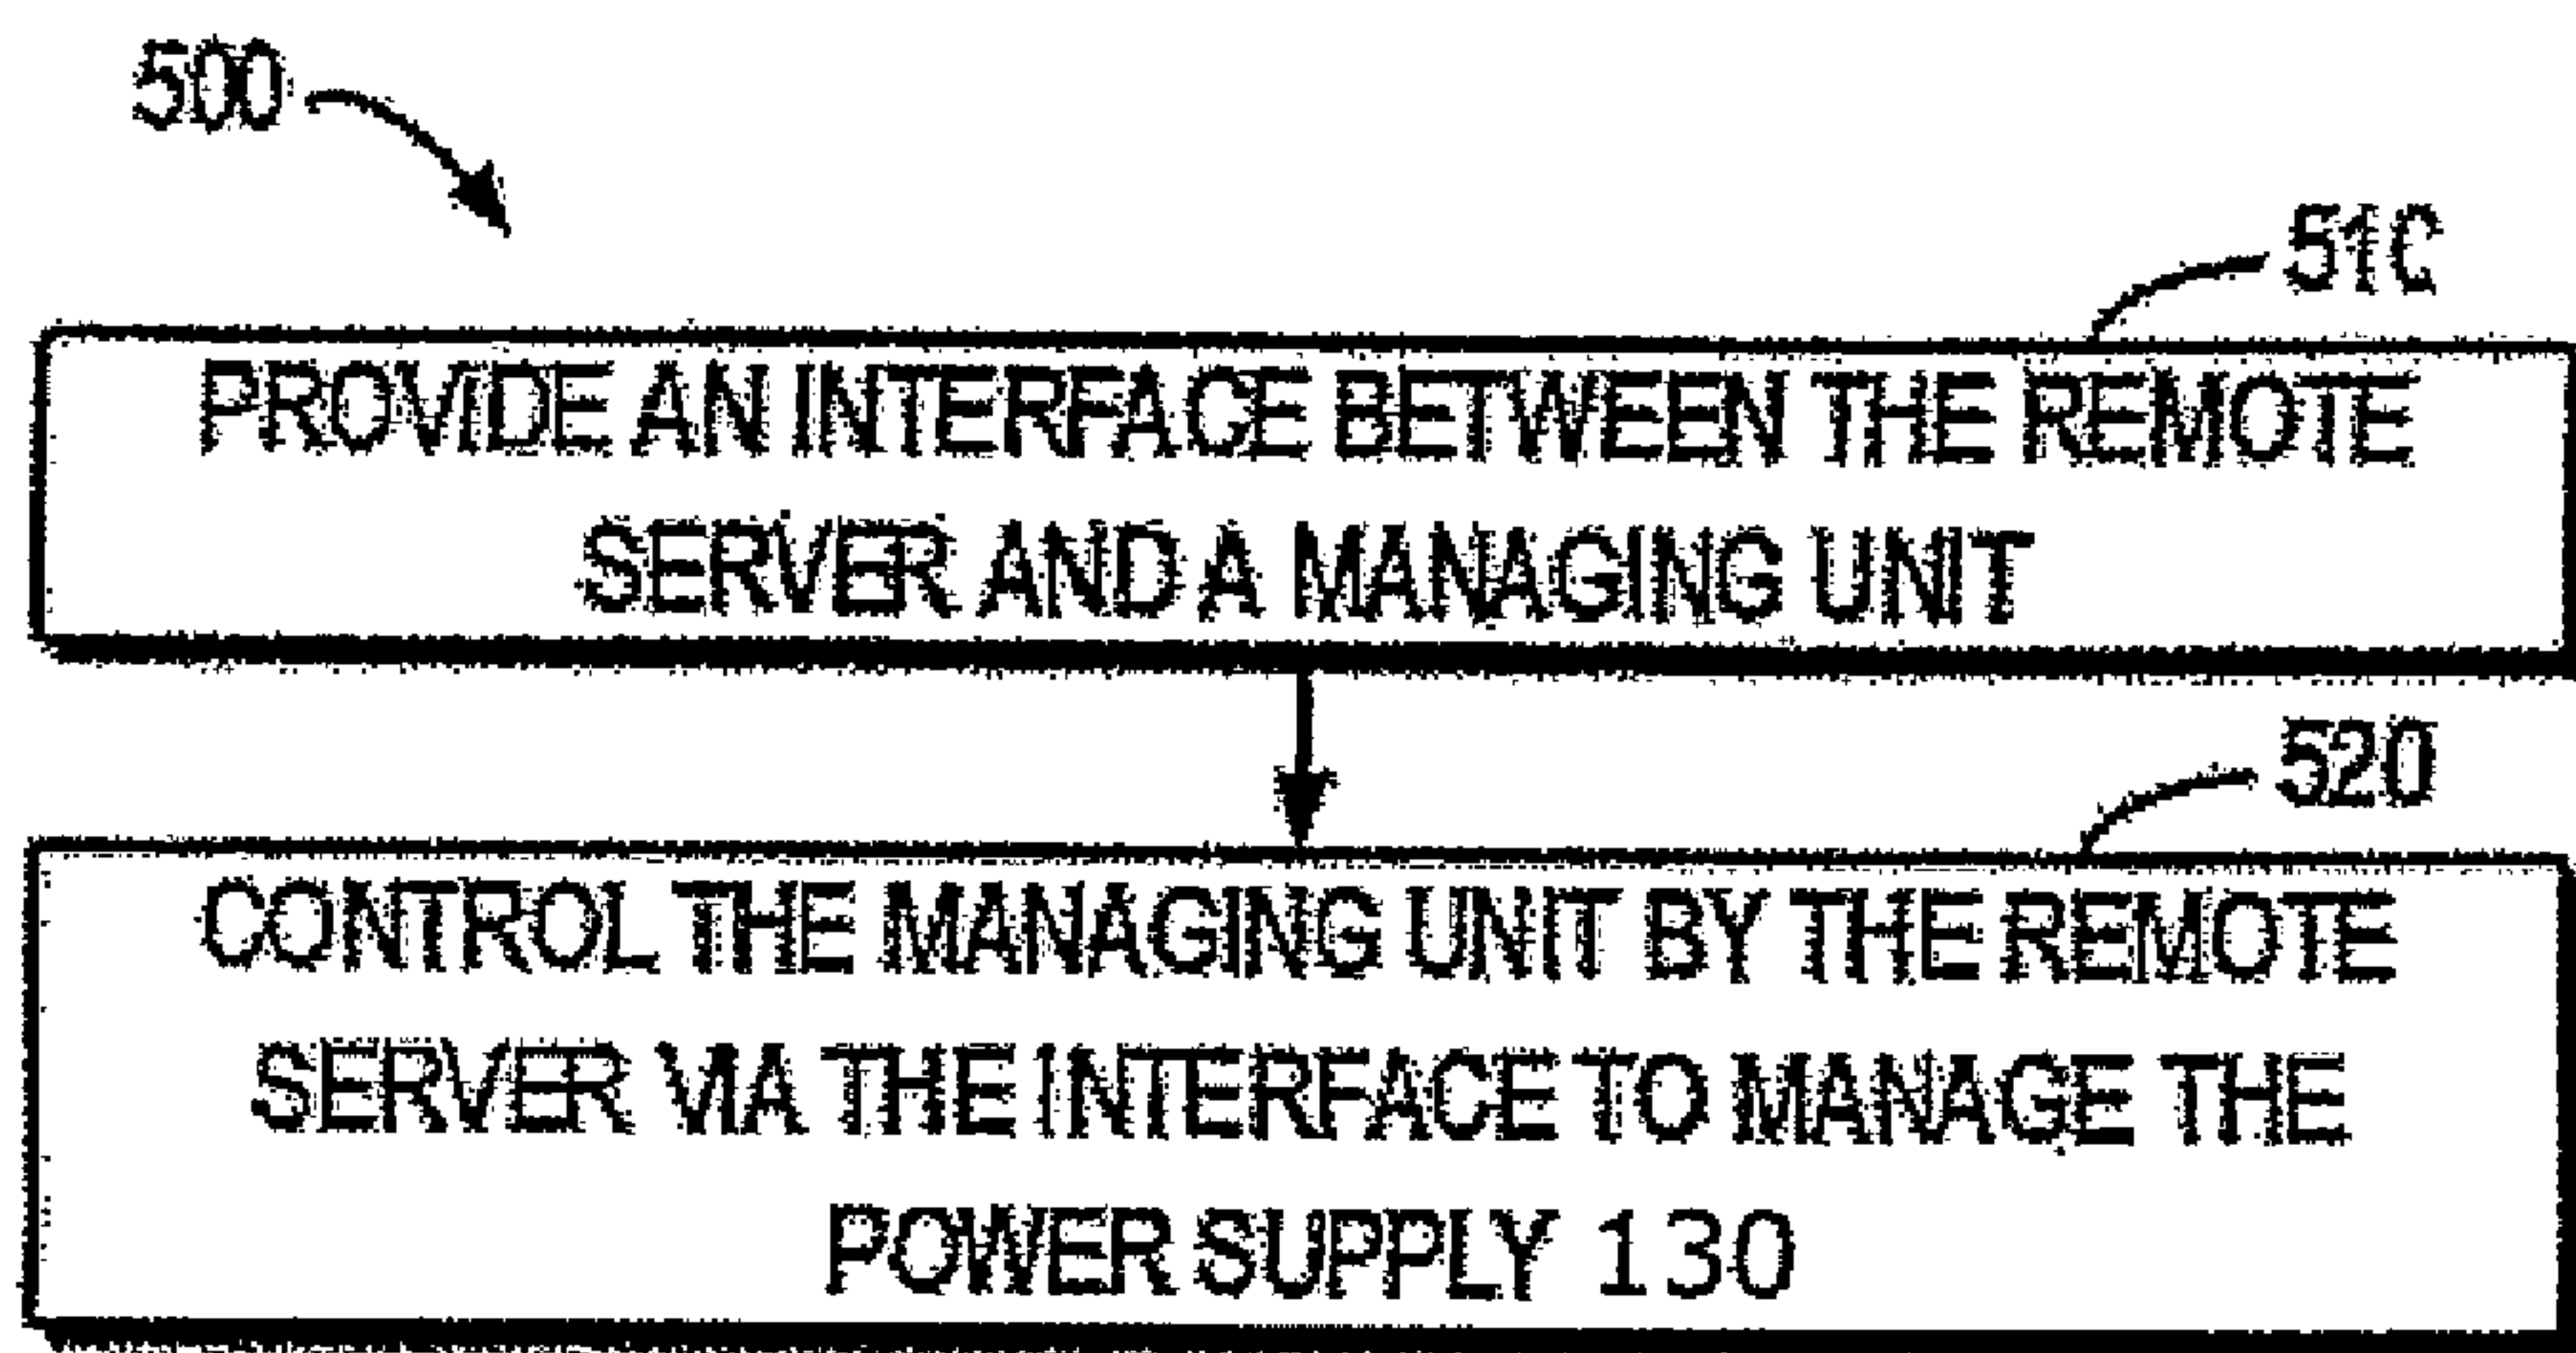 500
510
PROVIDE AN INTERFACE BETWEEN THE REMOTE
SERVER AND A MANAGING UNIT
520
CONTROL THE MANAGING UNIT BY THE REMOTE
SERVER VIA THE INTERFACE TO MANAGE THE
POWER SUPPLY 130